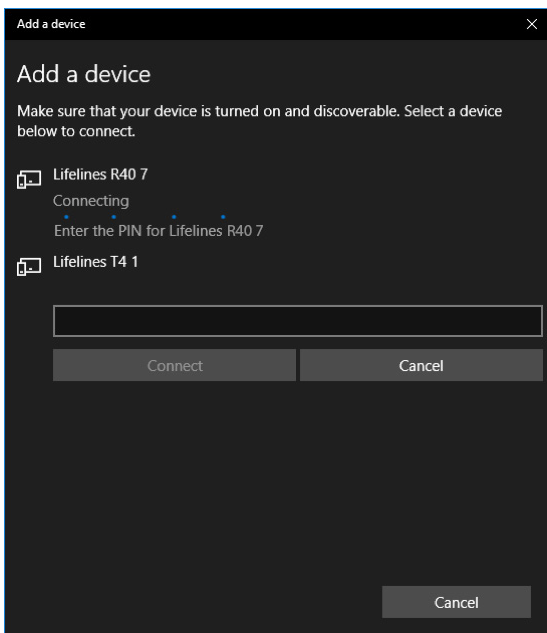 Add a device
Add a device
Make sure that your device is turned on and discoverable. Select a device
below to connect.
Lifelines R40 7
Connecting
Enter the PIN for Lifelines R40 7
Lifelines T4 1
Connect
Cancel
Cancel